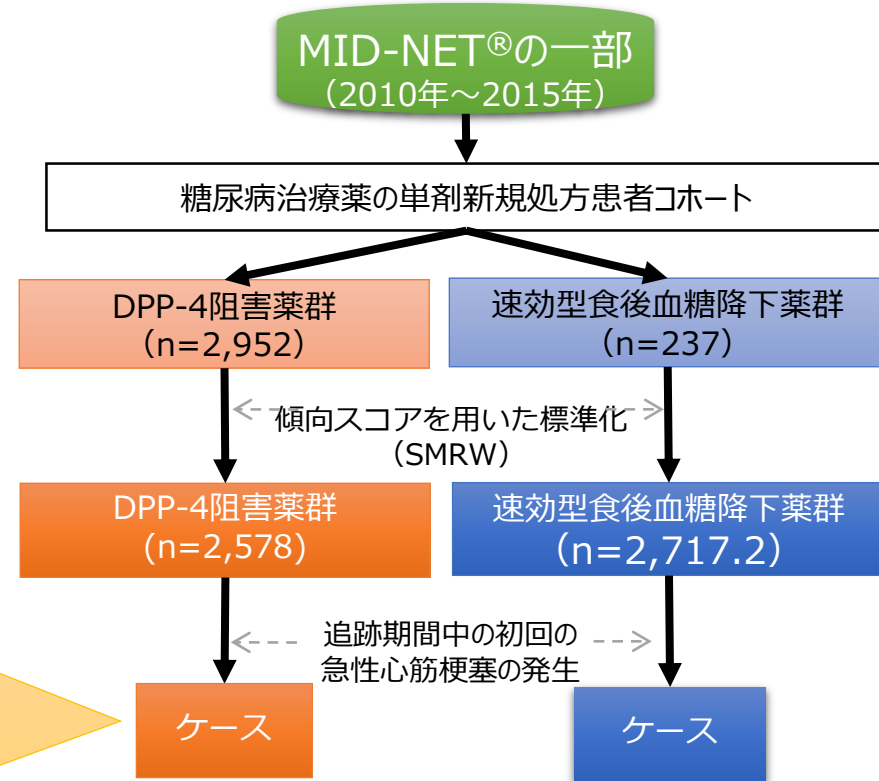 MID-NET®の一部
（2010年～2015年）
糖尿病治療薬の単剤新規処方患者コホート
DPP-4阻害薬群
（n=2,952）
速効型食後血糖降下薬群
（n=237）
傾向スコアを用いた標準化
（SMRW）
DPP-4阻害薬群
（n=2,578）
速効型食後血糖降下薬群
（n=2,717.2）
追跡期間中の初回の
急性心筋梗塞の発生
ケース
ケース